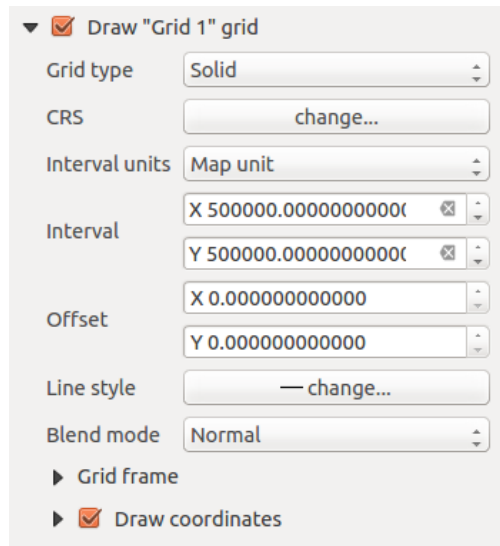 Draw "Grid 1" grid
Grid type Solid
CRS change...
Interval units Map unit
Interval
X 500000.0000000000(
Y 500000.0000000000(
Offset
X 0.000000000000
Y 0.000000000000
Line style — change...
Blend mode Normal
Grid frame
Draw coordinates